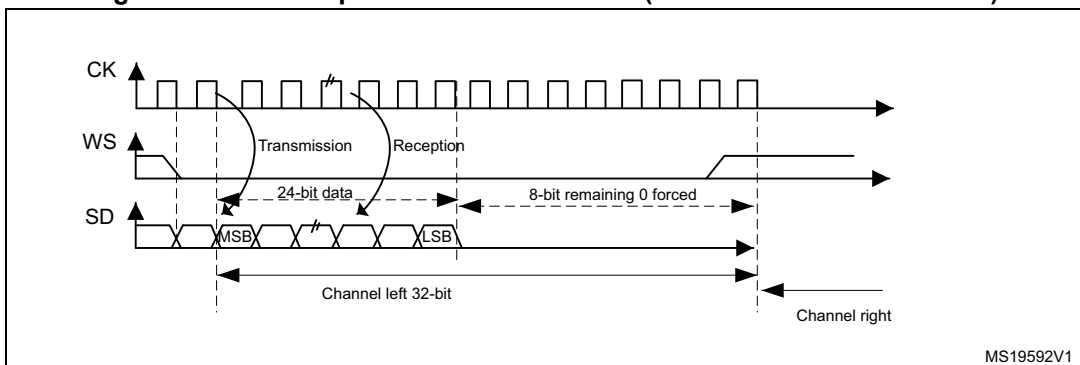 CK
WS
Transmission
Reception
24-bit data
8-bit remaining 0 forced
SD
MSB
LSB
Channel left 32-bit
Channel right
MS19592V1